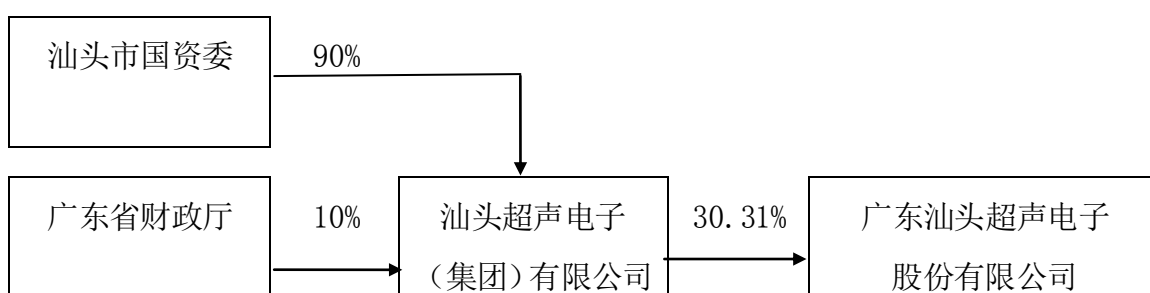 汕头市国资委
90%
广东省财政厅
10%
汕头超声电子
（集团）有限公司
30.31%
广东汕头超声电子
股份有限公司